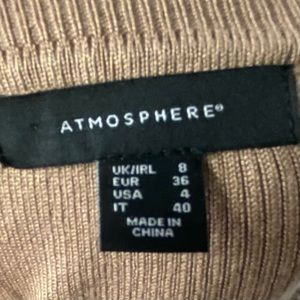 ATMOSPHERE®
UK/IRL 8
EUR 36
USA 4
IT 40
MADE IN
CHINA